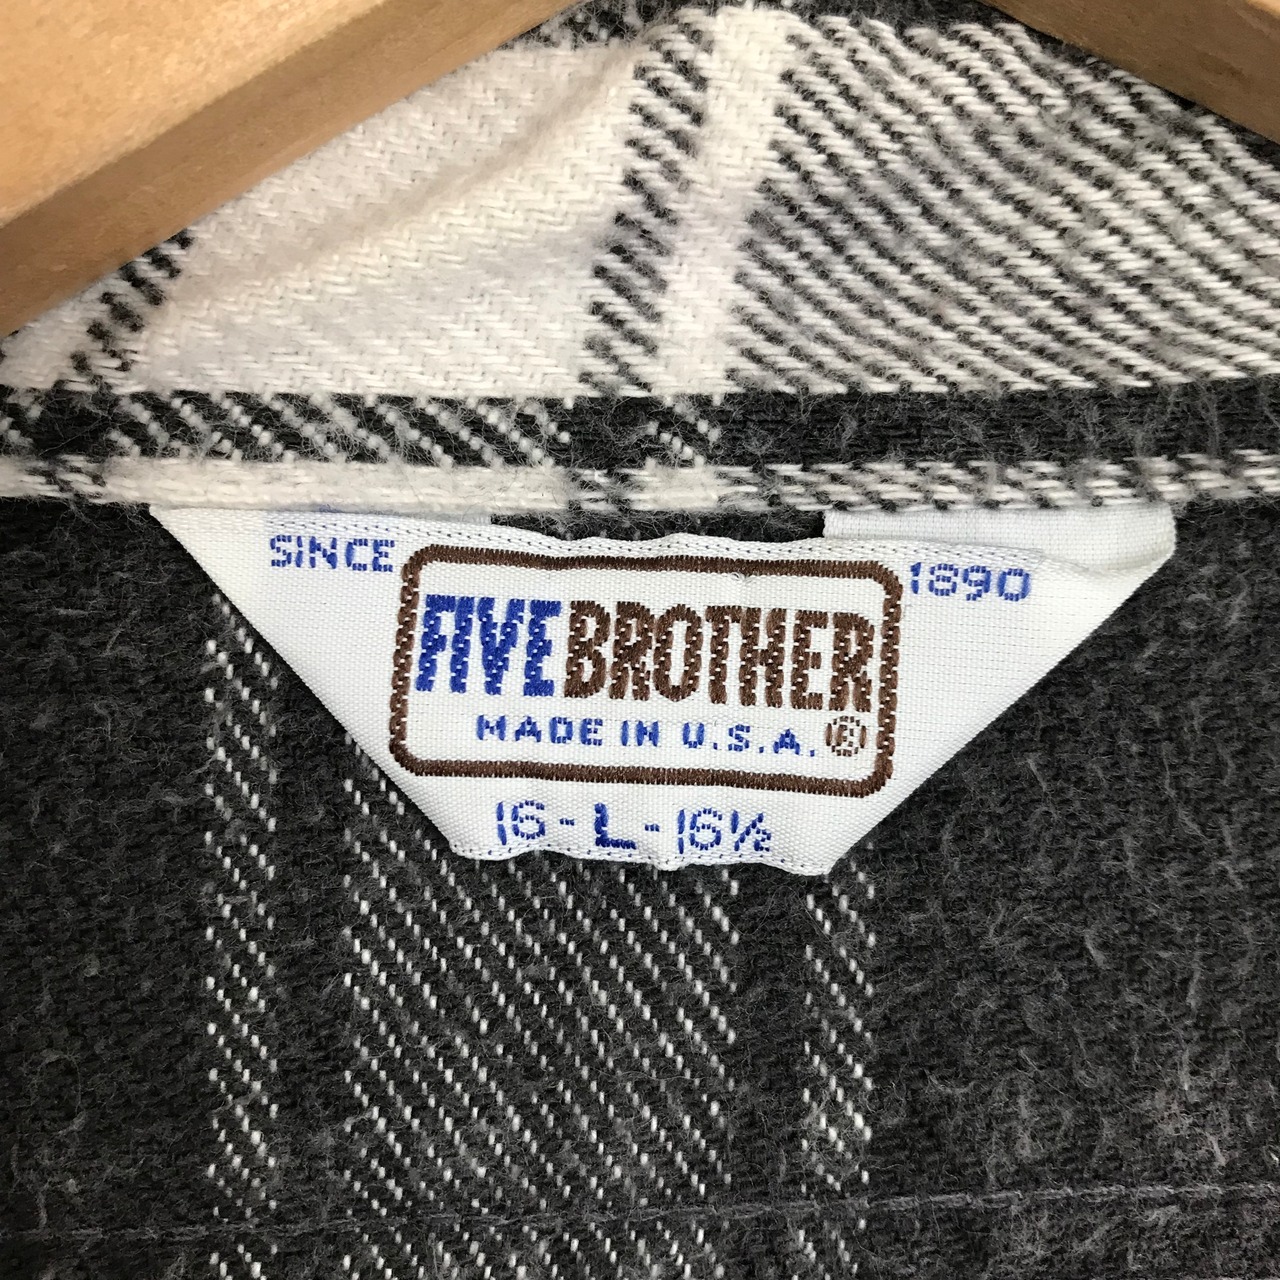 SINCE 1890
FIVE BROTHER
MADE IN U.S.A.®
16-L-16½